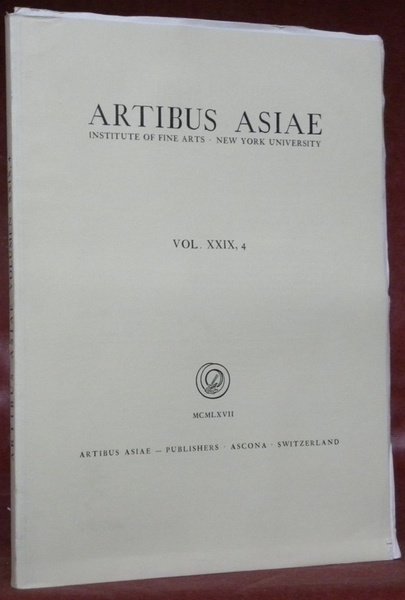 ARTIBUS ASIAE
INSTITUTE OF FINE ARTS · NEW YORK UNIVERSITY
VOL. XXIX, 4
MCMLXVII
ARTIBUS ASIAE — PUBLISHERS · ASCONA · SWITZERLAND